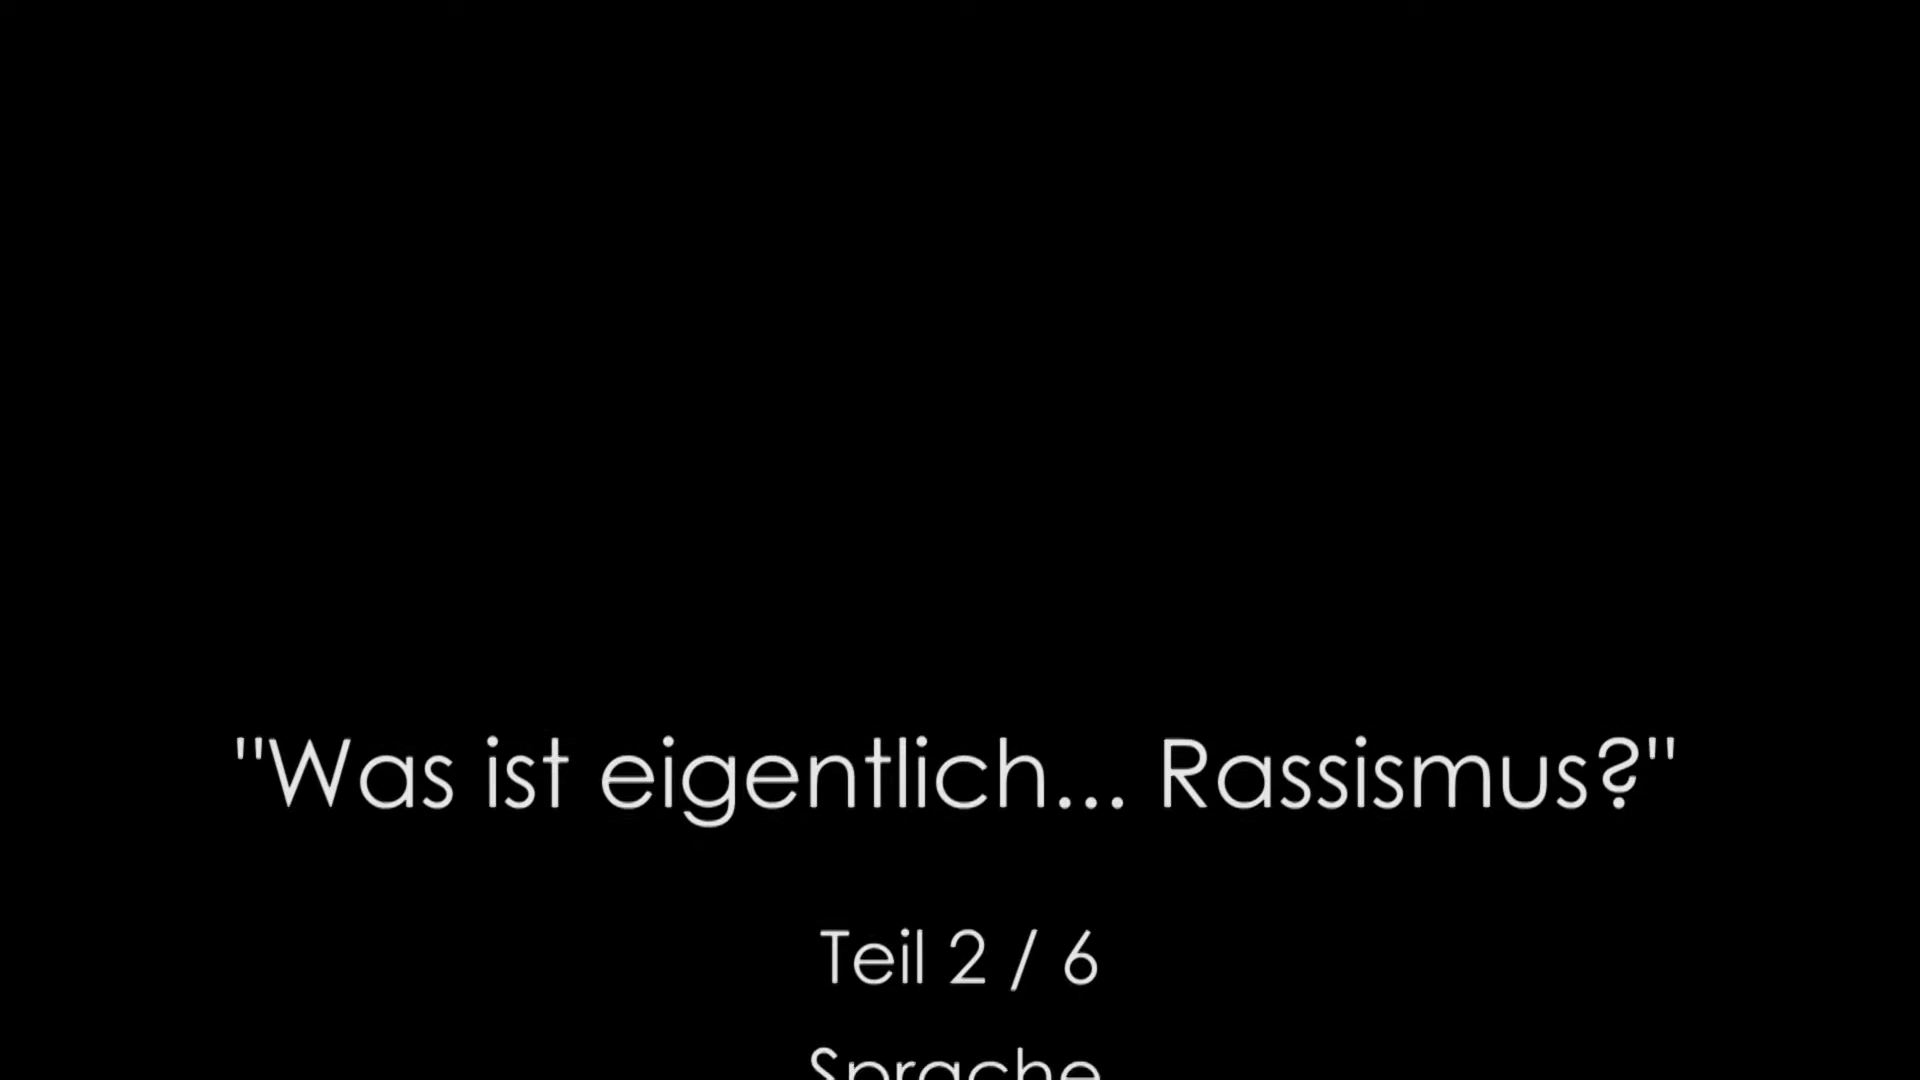 "Was ist eigentlich... Rassismus?"
Teil 2 / 6
Sprache